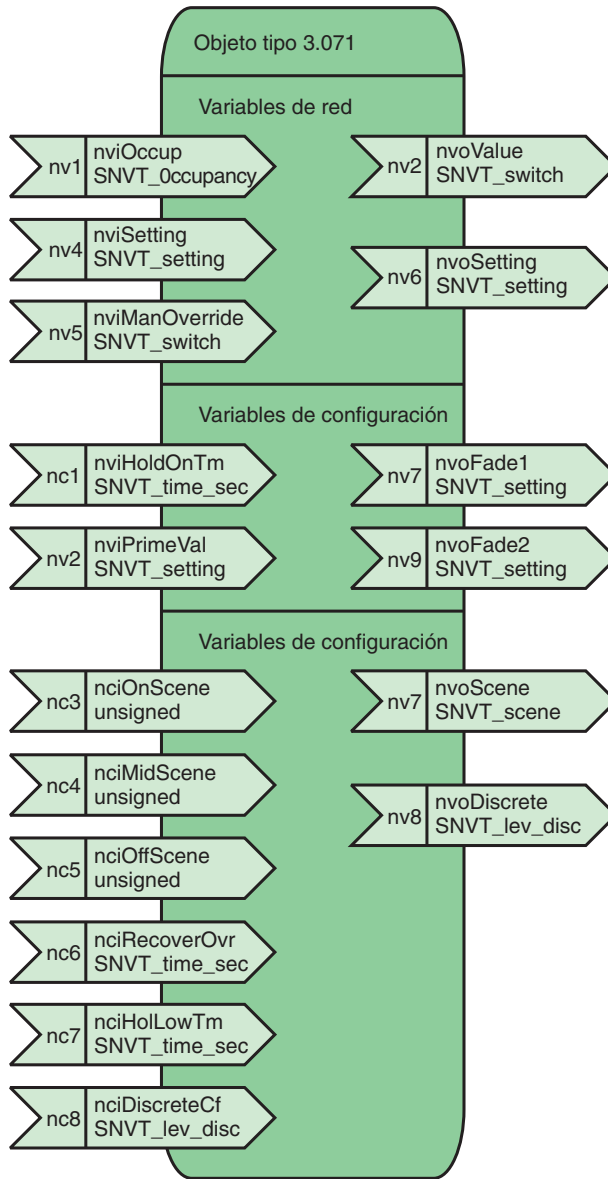 Objeto tipo 3.071
Variables de red
nv1
nviOccup
SNVT_0ccupancy
nv4
nviSetting
SNVT_setting
nv5
nviManOverride
SNVT_switch
nv2
nvoValue
SNVT_switch
nv6
nvoSetting
SNVT_setting
Variables de configuración
nc1
nviHoldOnTm
SNVT_time_sec
nv2
nviPrimeVal
SNVT_setting
nv7
nvoFade1
SNVT_setting
nv9
nvoFade2
SNVT_setting
Variables de configuración
nc3
nciOnScene
unsigned
nc4
nciMidScene
unsigned
nc5
nciOffScene
unsigned
nc6
nciRecoverOvr
SNVT_time_sec
nc7
nciHolLowTm
SNVT_time_sec
nc8
nciDiscreteCf
SNVT_lev_disc
nv7
nvoScene
SNVT_scene
nv8
nvoDiscrete
SNVT_lev_disc